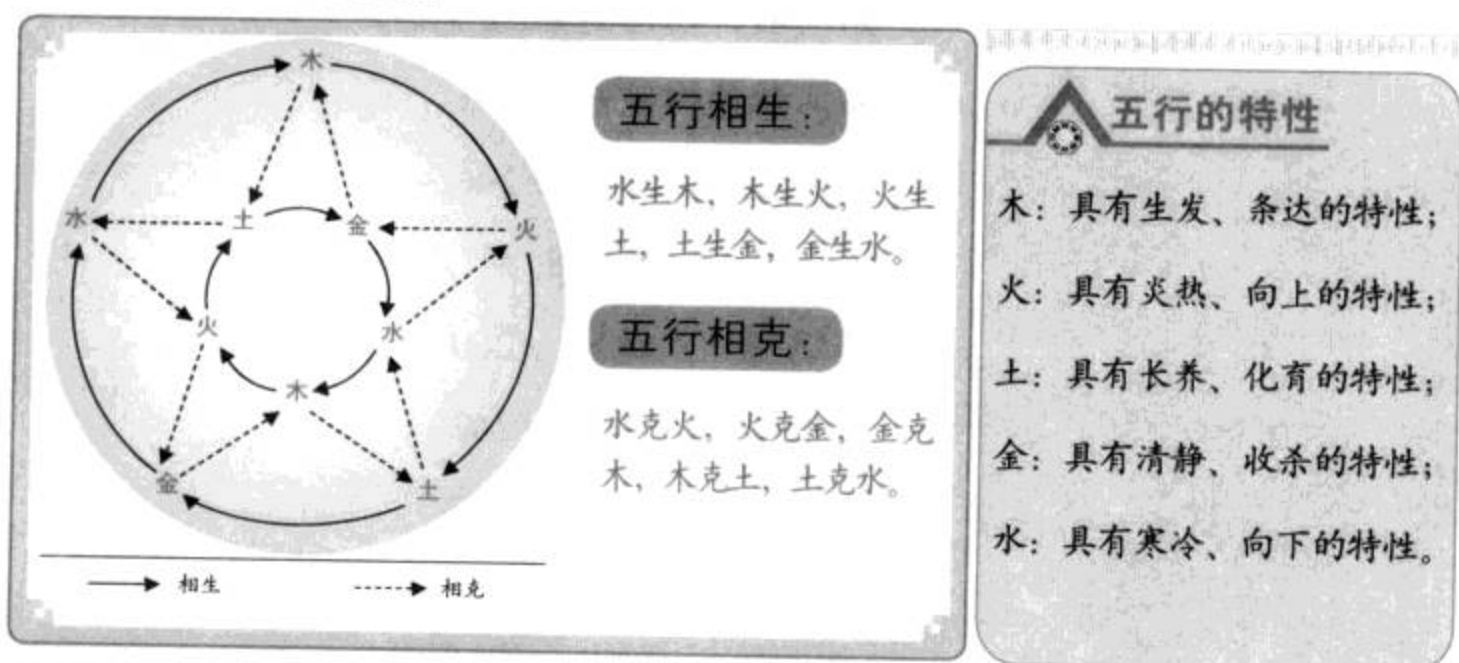 木
水
土
金
火
火
水
木
金
土
相生
相克
五行相生：
水生木，木生火，火生
土，土生金，金生水。
五行相克：
水克火，火克金，金克
木，木克土，土克水。
五行的特性
木：具有生发、条达的特性；
火：具有炎热、向上的特性；
土：具有长养、化育的特性；
金：具有清静、收杀的特性；
水：具有寒冷、向下的特性。